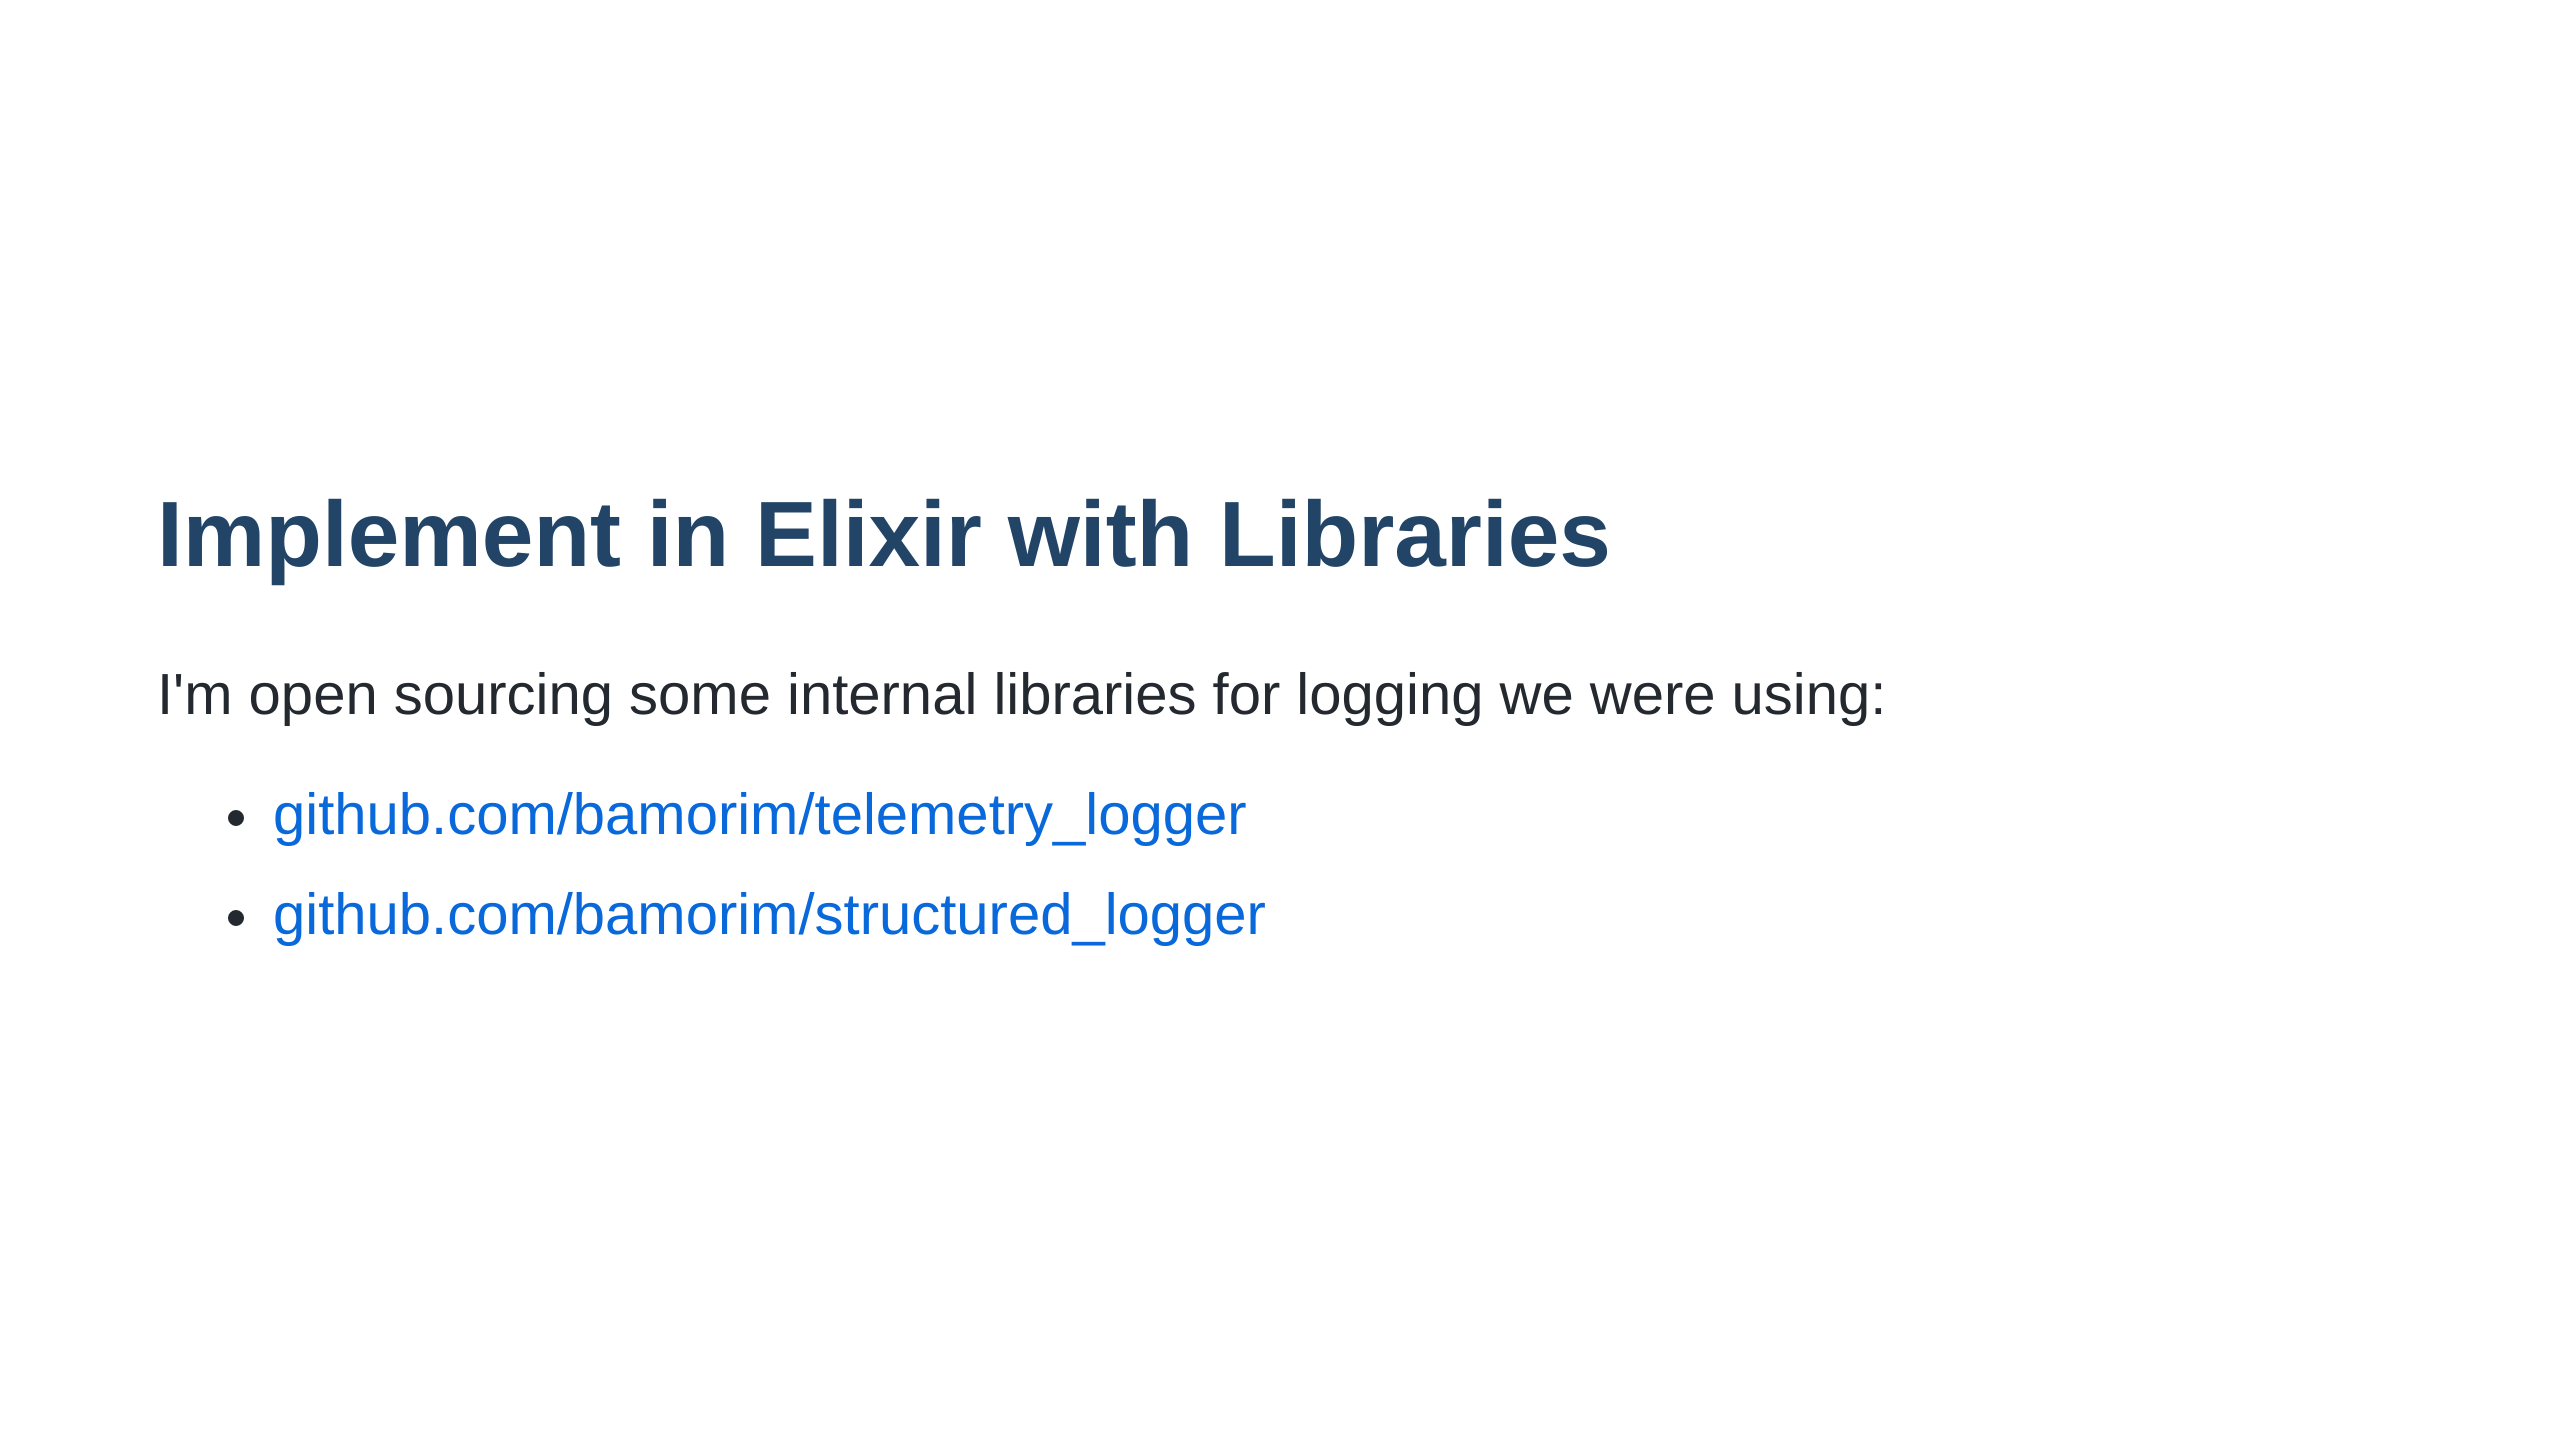 Implement in Elixir with Libraries
I'm open sourcing some internal libraries for logging we were using:
• github.com/bamorim/telemetry_logger
• github.com/bamorim/structured_logger